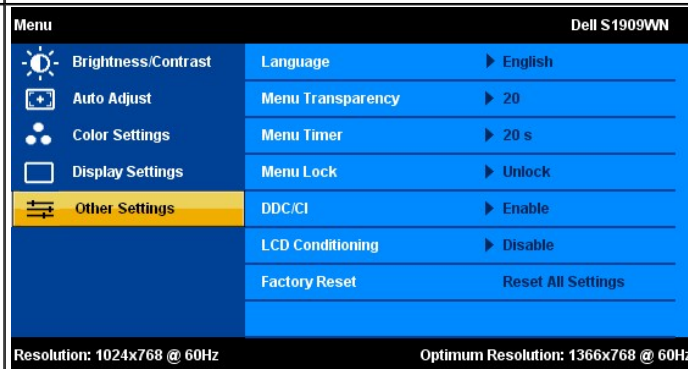 Menu Dell S1909WN
Brightness/Contrast
Auto Adjust
Color Settings
Display Settings
Other Settings
Language English
Menu Transparency 20
Menu Timer 20 s
Menu Lock Unlock
DDC/CI Enable
LCD Conditioning Disable
Factory Reset Reset All Settings
Resolution: 1024x768 @ 60Hz Optimum Resolution: 1366x768 @ 60Hz